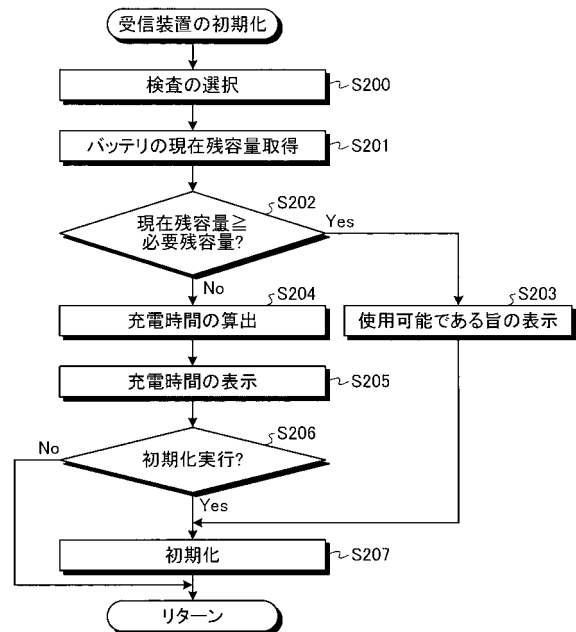 受信装置の初期化
検査の選択
S200
バッテリの現在残容量取得
S201
S202
現在残容量≧
必要残容量?
Yes
No
S204
充電時間の算出
S203
使用可能である旨の表示
充電時間の表示
S205
S206
No
初期化実行?
Yes
初期化
S207
リターン